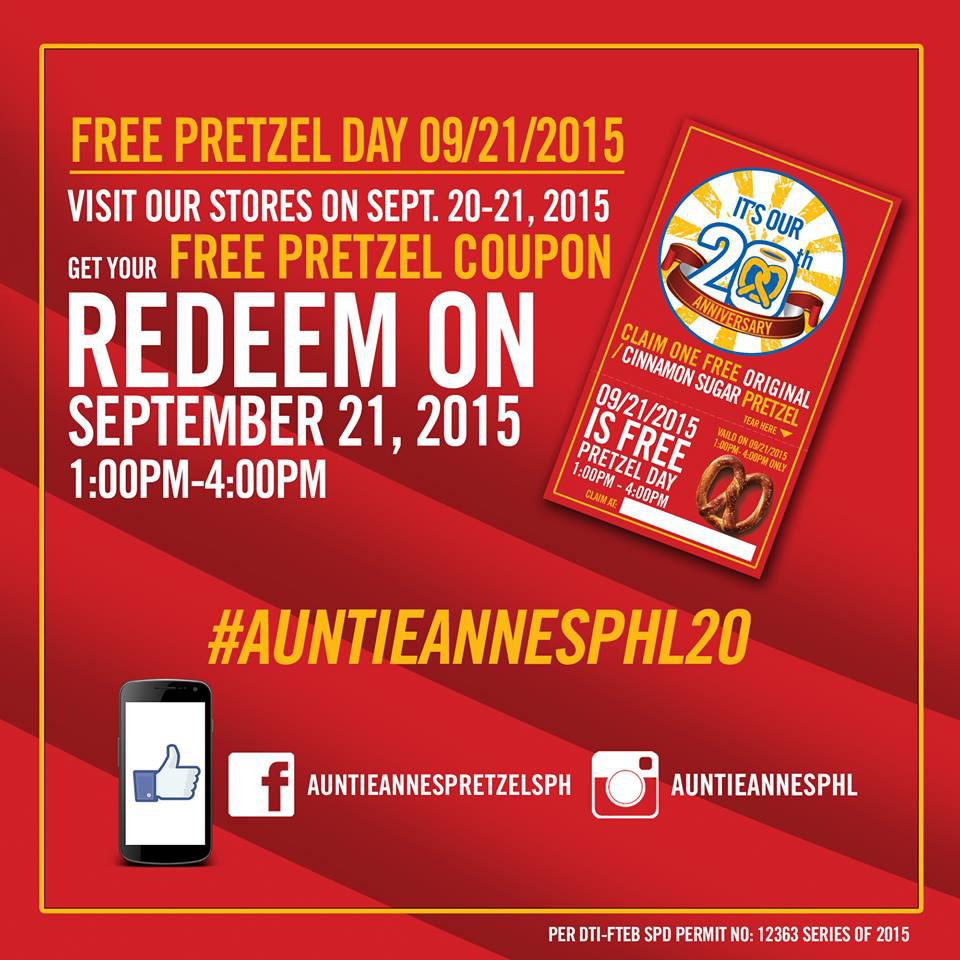 FREE PRETZEL DAY 09/21/2015
VISIT OUR STORES ON SEPT. 20-21, 2015
GET YOUR FREE PRETZEL COUPON
REDEEM ON
SEPTEMBER 21, 2015
1:00PM-4:00PM
IT'S OUR
20th
ANNIVERSARY
CLAIM ONE FREE ORIGINAL
/ CINNAMON SUGAR PRETZEL
TEAR HERE
09/21/2015
IS FREE
PRETZEL DAY
1:00PM - 4:00PM
VAILD ON 09/21/2015
1:00PM- 4:00PM ONLY
CLAIM AT:
#AUNTIEANNESPHL20
f AUNTIEANNESPRETZELSPH
AUNTIEANNESPHL
PER DTI-FTEB SPD PERMIT NO: 12363 SERIES OF 2015